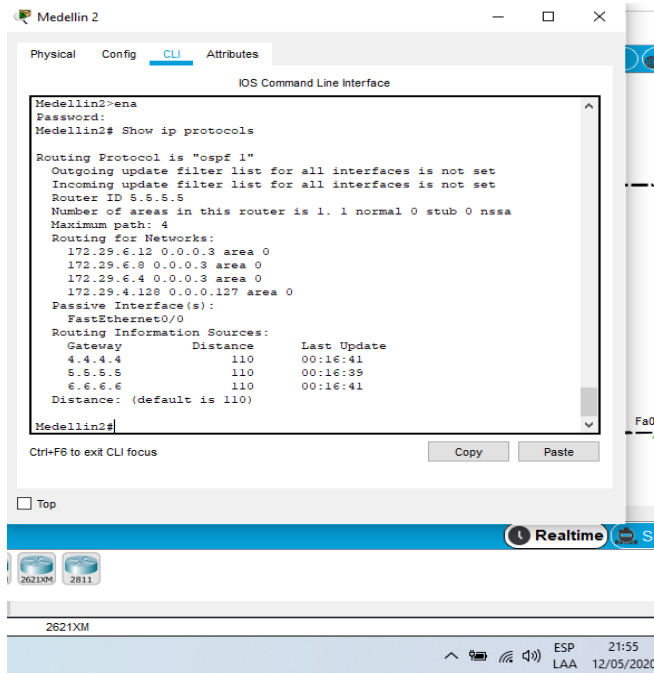 Medellin 2
Physical Config CLI Attributes
IOS Command Line Interface
Medellin2>ena
Password:
Medellin2# Show ip protocols
Routing Protocol is "ospf 1"
Outgoing update filter list for all interfaces is not set
Incoming update filter list for all interfaces is not set
Router ID 5.5.5.5
Number of areas in this router is 1. 1 normal 0 stub 0 nssa
Maximum path: 4
Routing for Networks:
172.29.6.12 0.0.0.3 area 0
172.29.6.8 0.0.0.3 area 0
172.29.6.4 0.0.0.3 area 0
172.29.4.128 0.0.0.127 area 0
Passive Interface(s):
FastEthernet0/0
Routing Information Sources:
Gateway Distance Last Update
4.4.4.4 110 00:16:41
5.5.5.5 110 00:16:39
6.6.6.6 110 00:16:41
Distance: (default is 110)
Medellin2#
Fa0
Ctrl+F6 to exit CLI focus
Copy Paste
Top
Realtime S
2621XM 2811
2621XM
ESP 21:55
LAA 12/05/2020